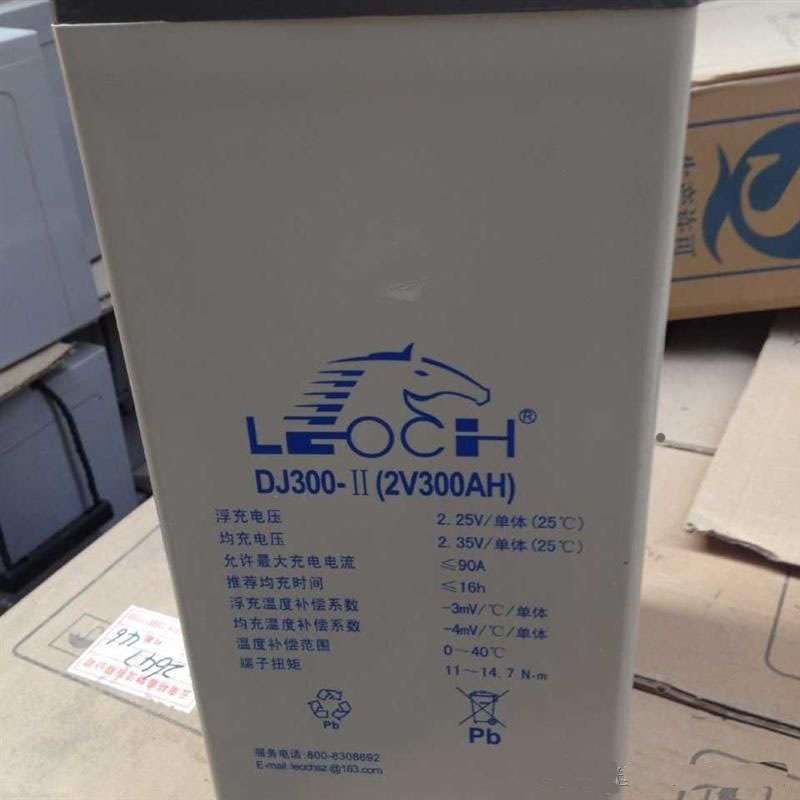 LEOCH®
DJ300-Ⅱ(2V300AH)
浮充电压 2.25V/单体(25℃)
均充电压 2.35V/单体(25℃)
允许最大充电电流 ≤90A
推荐均充时间 ≤16h
浮充温度补偿系数 -3mV/℃/单体
均充温度补偿系数 -4mV/℃/单体
温度补偿范围 0～40℃
端子扭矩 11～14.7 N-m
Pb
Pb
服务电话:800-8308692
E-mail:leochsz@163.com
2647